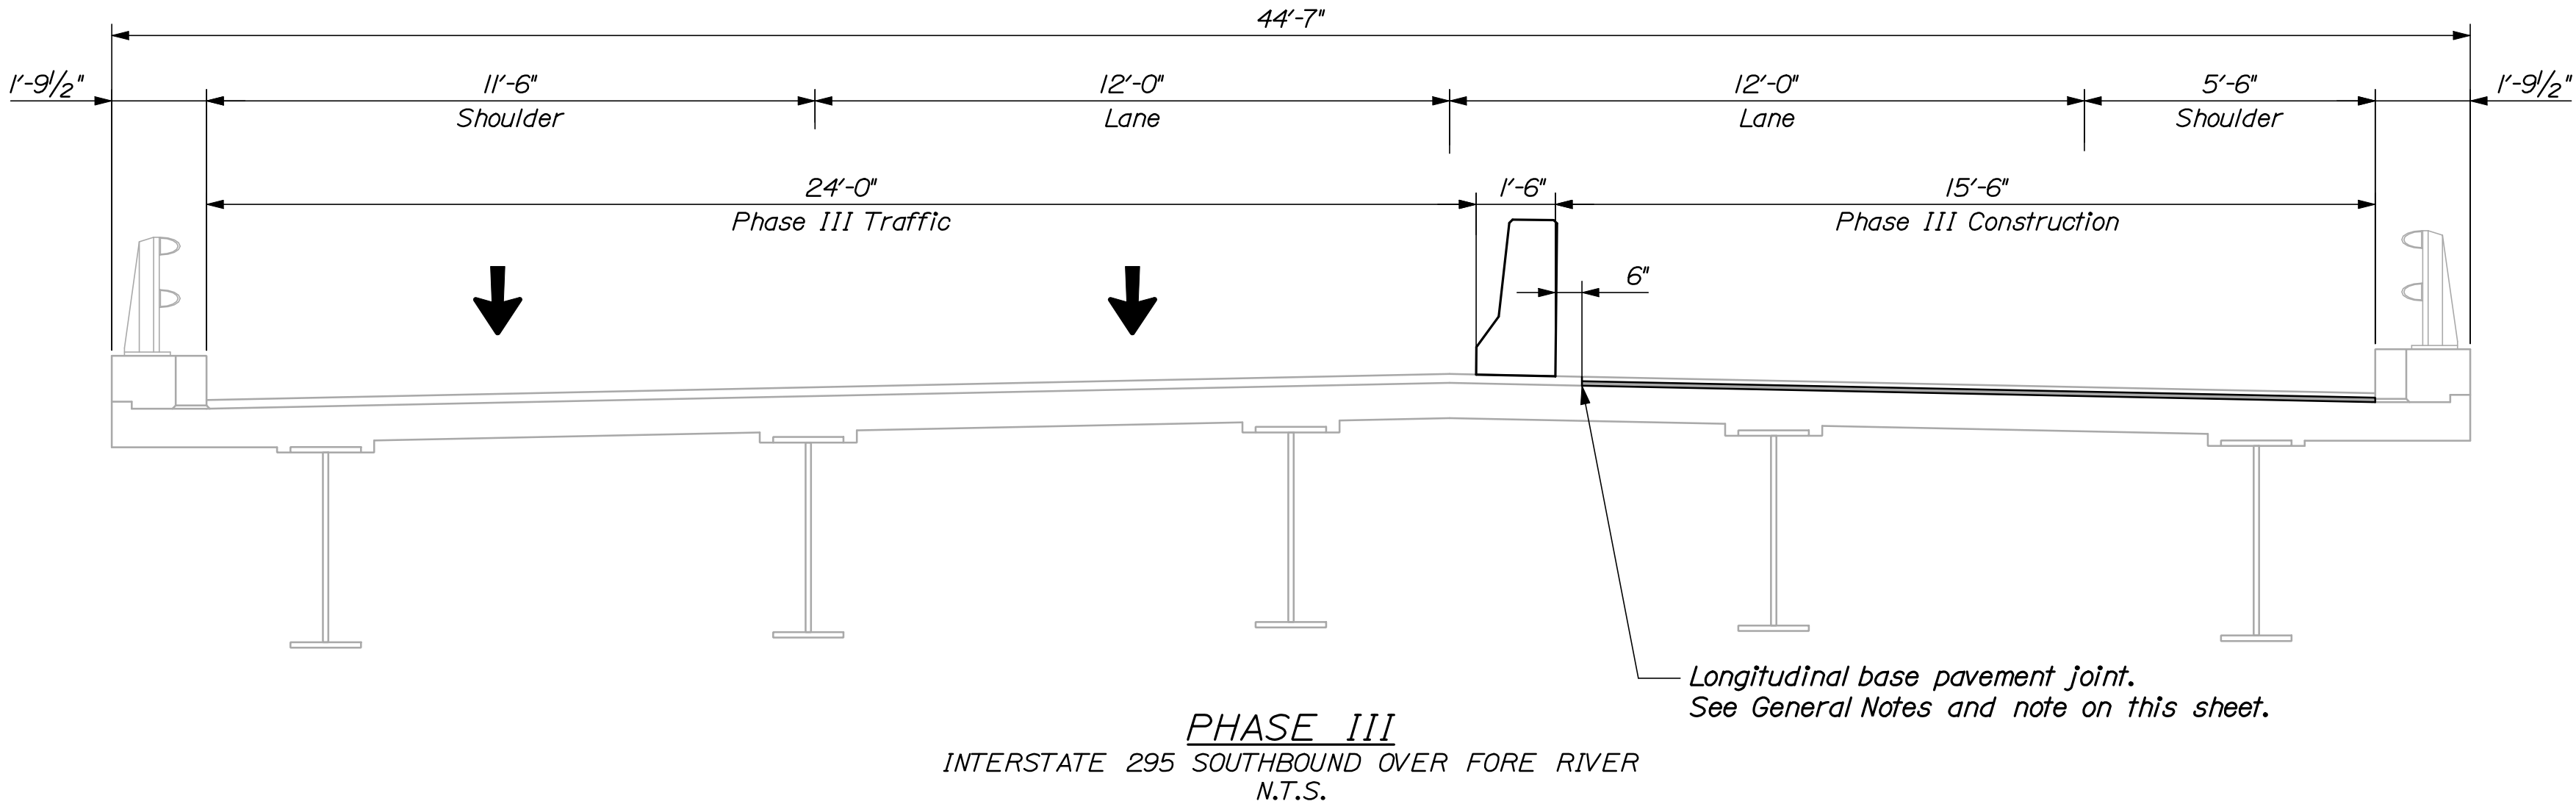 44'-7"
1'-9½"
11'-6"
12'-0"
12'-0"
5'-6"
1'-9½"
Shoulder
Lane
Lane
Shoulder
24'-0"
1'-6"
15'-6"
Phase III Traffic
Phase III Construction
6"
Longitudinal base pavement joint.
See General Notes and note on this sheet.
PHASE III
INTERSTATE 295 SOUTHBOUND OVER FORE RIVER
N.T.S.